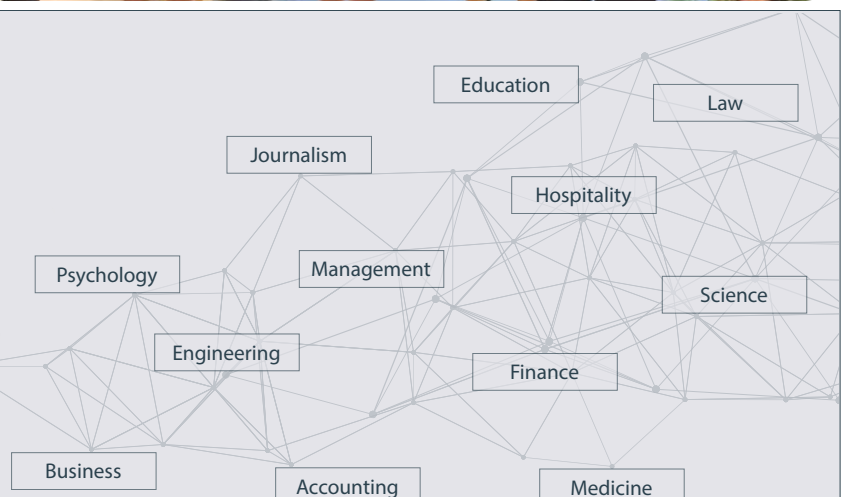 Education
Law
Journalism
Hospitality
Management
Psychology
Science
Engineering
Finance
Business
Accounting
Medicine